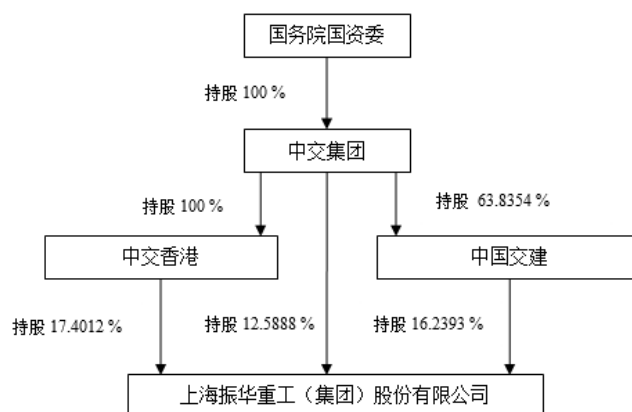 国务院国资委
持股 100 %
中交集团
持股 100 %
持股 63.8354 %
中交香港
中国交建
持股 17.4012 %
持股 12.5888 %
持股 16.2393 %
上海振华重工（集团）股份有限公司